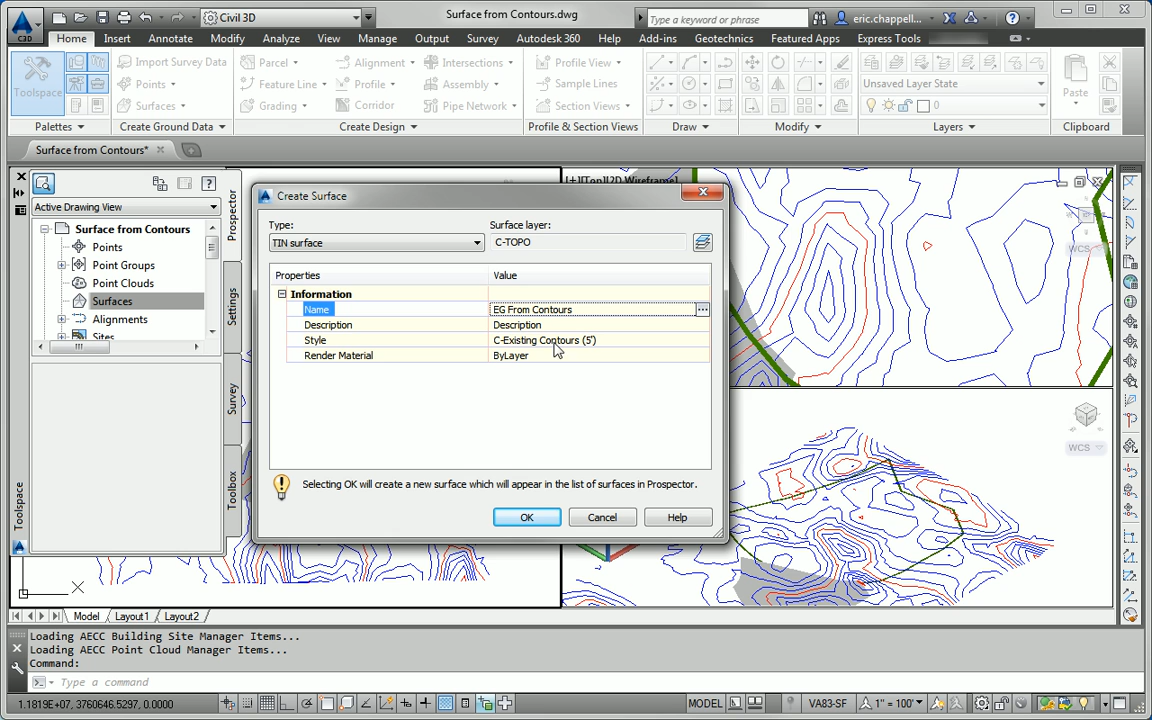 Civil 3D
Surface from Contours.dwg
Type a keyword or phrase
eric.chappell...
C3D
Home Insert Annotate Modify Analyze View Manage Output Survey Autodesk 360 Help Add-ins Geotechnics Featured Apps Express Tools
Import Survey Data Parcel Alignment Intersections Profile View
Toolspace Points Feature Line Profile Assembly Sample Lines Unsaved Layer State Paste
Surfaces Grading Corridor Pipe Network Section Views 0
Palettes Create Ground Data Create Design Profile & Section Views Draw Modify Layers Clipboard
Surface from Contours*
[+][Top][2D Wireframe]
Active Drawing View
Surface from Contours
Points
Point Groups
Point Clouds
Surfaces
Alignments
Sites
Prospector
Settings
Survey
Toolbox
Toolspace
Create Surface
Type: Surface layer:
TIN surface C-TOPO
Properties Value
Information
Name EG From Contours
Description Description
Style C-Existing Contours (5')
Render Material ByLayer
Selecting OK will create a new surface which will appear in the list of surfaces in Prospector.
OK Cancel Help
WCS
WCS
X
Model Layout1 Layout2
Loading AECC Building Site Manager Items...
Loading AECC Point Cloud Manager Items...
Command:
Type a command
1.1819E+07, 3760646.5297, 0.0000 MODEL VA83-SF 1" = 100'